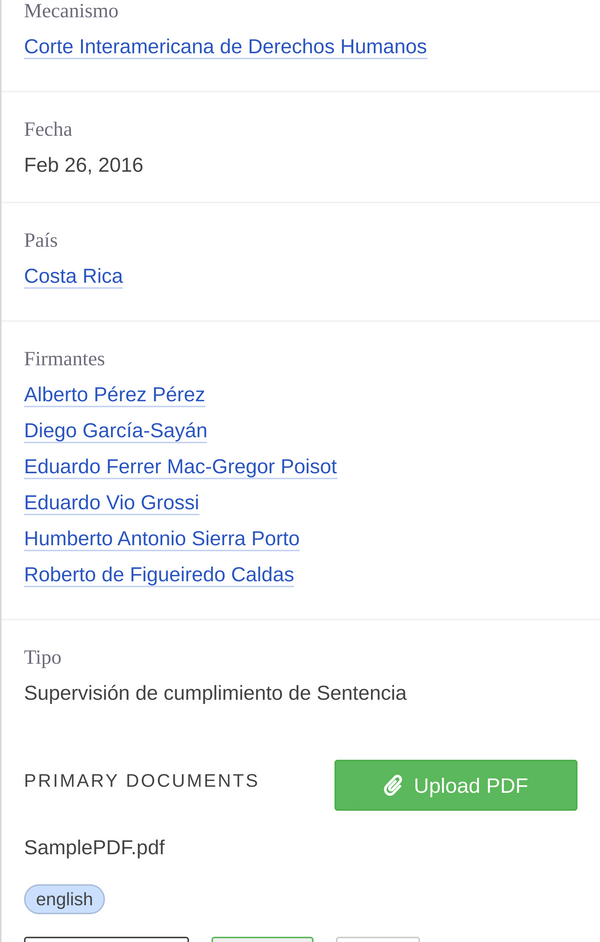 Mecanismo
Corte Interamericana de Derechos Humanos
Fecha
Feb 26, 2016
País
Costa Rica
Firmantes
Alberto Pérez Pérez
Diego García-Sayán
Eduardo Ferrer Mac-Gregor Poisot
Eduardo Vio Grossi
Humberto Antonio Sierra Porto
Roberto de Figueiredo Caldas
Tipo
Supervisión de cumplimiento de Sentencia
PRIMARY DOCUMENTS
Upload PDF
SamplePDF.pdf
english